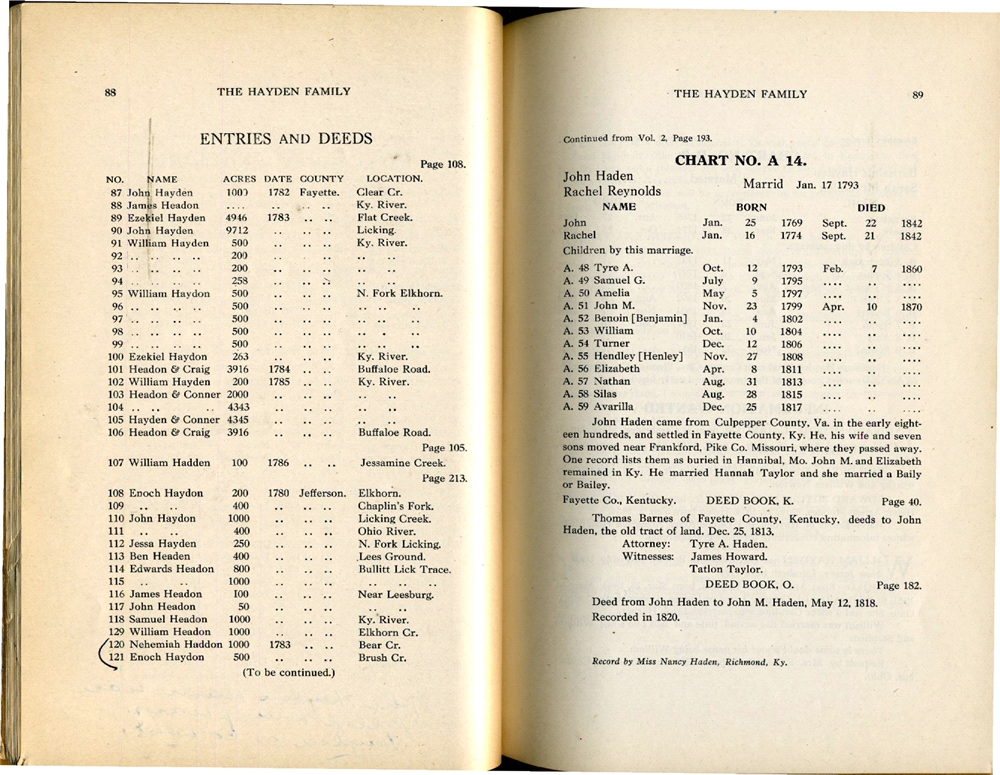 88
THE HAYDEN FAMILY
ENTRIES AND DEEDS
Page 108.
NO. NAME ACRES DATE COUNTY LOCATION.
87 John Hayden 1000 1782 Fayette. Clear Cr.
88 James Headon .... .. .. .. Ky. River.
89 Ezekiel Hayden 4946 1783 .. .. Flat Creek.
90 John Hayden 9712 .. .. .. Licking.
91 William Hayden 500 .. .. .. Ky. River.
92 .. .. .. .. 200 .. .. .. .. ..
93 .. .. .. .. 200 .. .. .. .. ..
94 .. .. .. .. 258 .. .. .. .. ..
95 William Haydon 500 .. .. .. N. Fork Elkhorn.
96 .. .. .. .. 500 .. .. .. .. .. ..
97 .. .. .. .. 500 .. .. .. .. .. ..
98 .. .. .. .. 500 .. .. .. .. .. ..
99 .. .. .. .. 500 .. .. .. .. .. ..
100 Ezekiel Haydon 263 .. .. .. Ky. River.
101 Headon & Craig 3916 1784 .. .. Buffaloe Road.
102 William Hayden 200 1785 .. .. Ky. River.
103 Headon & Conner 2000 .. .. .. .. ..
104 .. .. .. 4343 .. .. .. .. ..
105 Hayden & Conner 4345 .. .. .. .. ..
106 Headon & Craig 3916 .. .. .. Buffaloe Road.
Page 105.
107 William Hadden 100 1786 .. .. Jessamine Creek.
Page 213.
108 Enoch Haydon 200 1780 Jefferson. Elkhorn.
109 .. .. 400 .. .. .. Chaplin's Fork.
110 John Haydon 1000 .. .. .. Licking Creek.
111 .. .. 400 .. .. .. Ohio River.
112 Jessa Hayden 250 .. .. .. N. Fork Licking.
113 Ben Headen 400 .. .. .. Lees Ground.
114 Edwards Headon 800 .. .. .. Bullitt Lick Trace.
115 .. .. 1000 .. .. .. .. .. ..
116 James Headon 100 .. .. .. Near Leesburg.
117 John Headon 50 .. .. .. .. ..
118 Samuel Headon 1000 .. .. .. Ky. River.
129 William Headon 1000 .. .. .. Elkhorn Cr.
120 Nehemiah Haddon 1000 1783 .. .. Bear Cr.
121 Enoch Haydon 500 .. .. .. Brush Cr.
(To be continued.)
THE HAYDEN FAMILY
89
Continued from Vol. 2, Page 193.
CHART NO. A 14.
John Haden
Rachel Reynolds
Marrid Jan. 17 1793
NAME BORN DIED
John Jan. 25 1769 Sept. 22 1842
Rachel Jan. 16 1774 Sept. 21 1842
Children by this marriage.
A. 48 Tyre A. Oct. 12 1793 Feb. 7 1860
A. 49 Samuel G. July 9 1795 .... .. ....
A. 50 Amelia May 5 1797 .... .. ....
A. 51 John M. Nov. 23 1799 Apr. 10 1870
A. 52 Benoin [Benjamin] Jan. 4 1802 .... .. ....
A. 53 William Oct. 10 1804 .... .. ....
A. 54 Turner Dec. 12 1806 .... .. ....
A. 55 Hendley [Henley] Nov. 27 1808 .... .. ....
A. 56 Elizabeth Apr. 8 1811 .... .. ....
A. 57 Nathan Aug. 31 1813 .... .. ....
A. 58 Silas Aug. 28 1815 .... .. ....
A. 59 Avarilla Dec. 25 1817 .... .. ....
John Haden came from Culpepper County, Va. in the early eight-
een hundreds, and settled in Fayette County, Ky. He, his wife and seven
sons moved near Frankford, Pike Co. Missouri, where they passed away.
One record lists them as buried in Hannibal, Mo. John M. and Elizabeth
remained in Ky. He married Hannah Taylor and she married a Baily
or Bailey.
Fayette Co., Kentucky. DEED BOOK, K. Page 40.
Thomas Barnes of Fayette County, Kentucky, deeds to John
Haden, the old tract of land. Dec. 25, 1813.
Attorney: Tyre A. Haden.
Witnesses: James Howard.
Tatlon Taylor.
DEED BOOK, O. Page 182.
Deed from John Haden to John M. Haden, May 12, 1818.
Recorded in 1820.
Record by Miss Nancy Haden, Richmond, Ky.